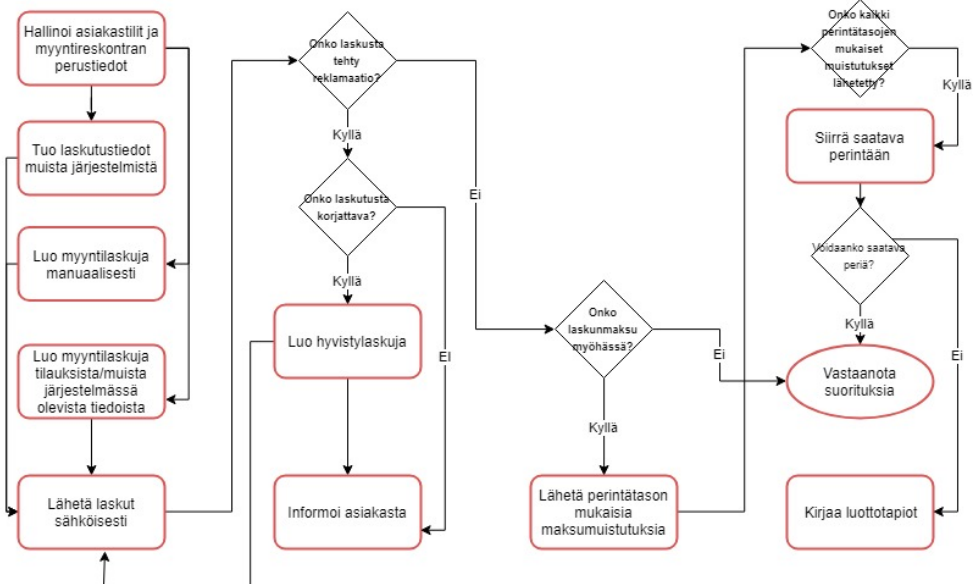 Hallinoi asiakastilit ja
myyntireskontran
perustiedot
Tuo laskutustiedot
muista järjestelmistä
Luo myyntilaskuja
manuaalisesti
Luo myyntilaskuja
tilauksista/muista
järjestelmässä
olevista tiedoista
Lähetä laskut
sähköisesti
Onko laskusta
tehty
reklamaatio?
Kyllä
Ei
Onko laskutusta
korjattava?
Kyllä
EI
Luo hyvistylaskuja
Informoi asiakasta
Onko
laskunmaksu
myöhässä?
Ei
Kyllä
Lähetä perintätason
mukaisia
maksumuistutuksia
Onko kaikki
perintätasojen
mukaiset
muistutukset
lähetetty?
Kyllä
Siirrä saatava
perintään
Voidaanko saatava
periä?
Kyllä
Ei
Vastaanota
suorituksia
Kirjaa luottotapiot